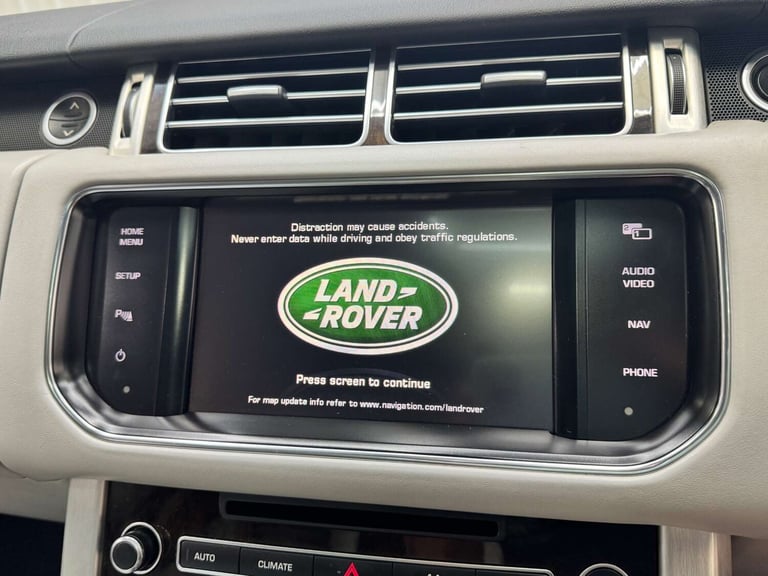 HOME
MENU
SETUP
P
Distraction may cause accidents.
Never enter data while driving and obey traffic regulations.
LAND
ROVER
Press screen to continue
For map update info refer to www.navigation.com/landrover
2
1
AUDIO
VIDEO
NAV
PHONE
AUTO
CLIMATE